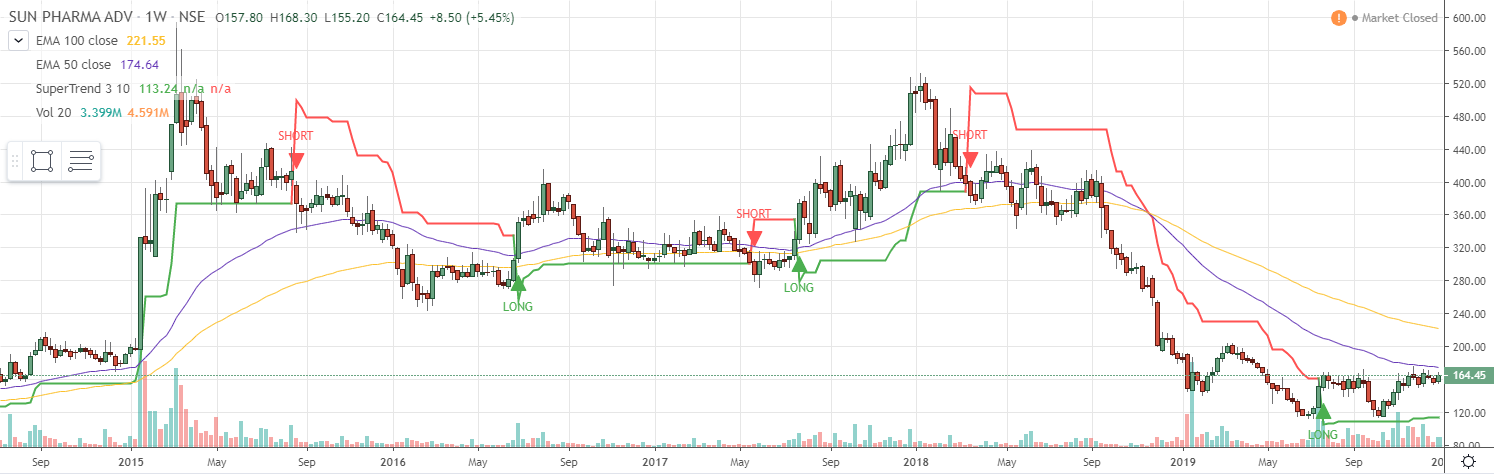 SUN PHARMA ADV · 1W · NSE O157.80 H168.30 L155.20 C164.45 +8.50 (+5.45%)
! Market Closed
EMA 100 close 221.55
EMA 50 close 174.64
SuperTrend 3 10 113.24 n/a n/a
Vol 20 3.399M 4.591M
600.00
560.00
520.00
480.00
440.00
400.00
360.00
320.00
280.00
240.00
200.00
164.45
120.00
80.00
SHORT
LONG
SHORT
LONG
SHORT
LONG
Sep 2015 May Sep 2016 May Sep 2017 May Sep 2018 May Sep 2019 May Sep 20